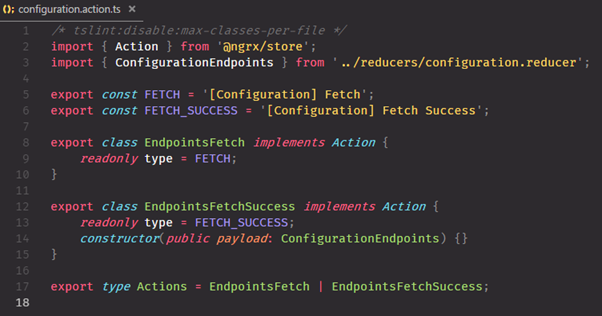 configuration.action.ts ×
1 /* tslint:disable:max-classes-per-file */
2 import { Action } from '@ngrx/store';
3 import { ConfigurationEndpoints } from '../reducers/configuration.reducer';
4
5 export const FETCH = '[Configuration] Fetch';
6 export const FETCH_SUCCESS = '[Configuration] Fetch Success';
7
8 export class EndpointsFetch implements Action {
9     readonly type = FETCH;
10 }
11
12 export class EndpointsFetchSuccess implements Action {
13     readonly type = FETCH_SUCCESS;
14     constructor(public payload: ConfigurationEndpoints) {}
15 }
16
17 export type Actions = EndpointsFetch | EndpointsFetchSuccess;
18